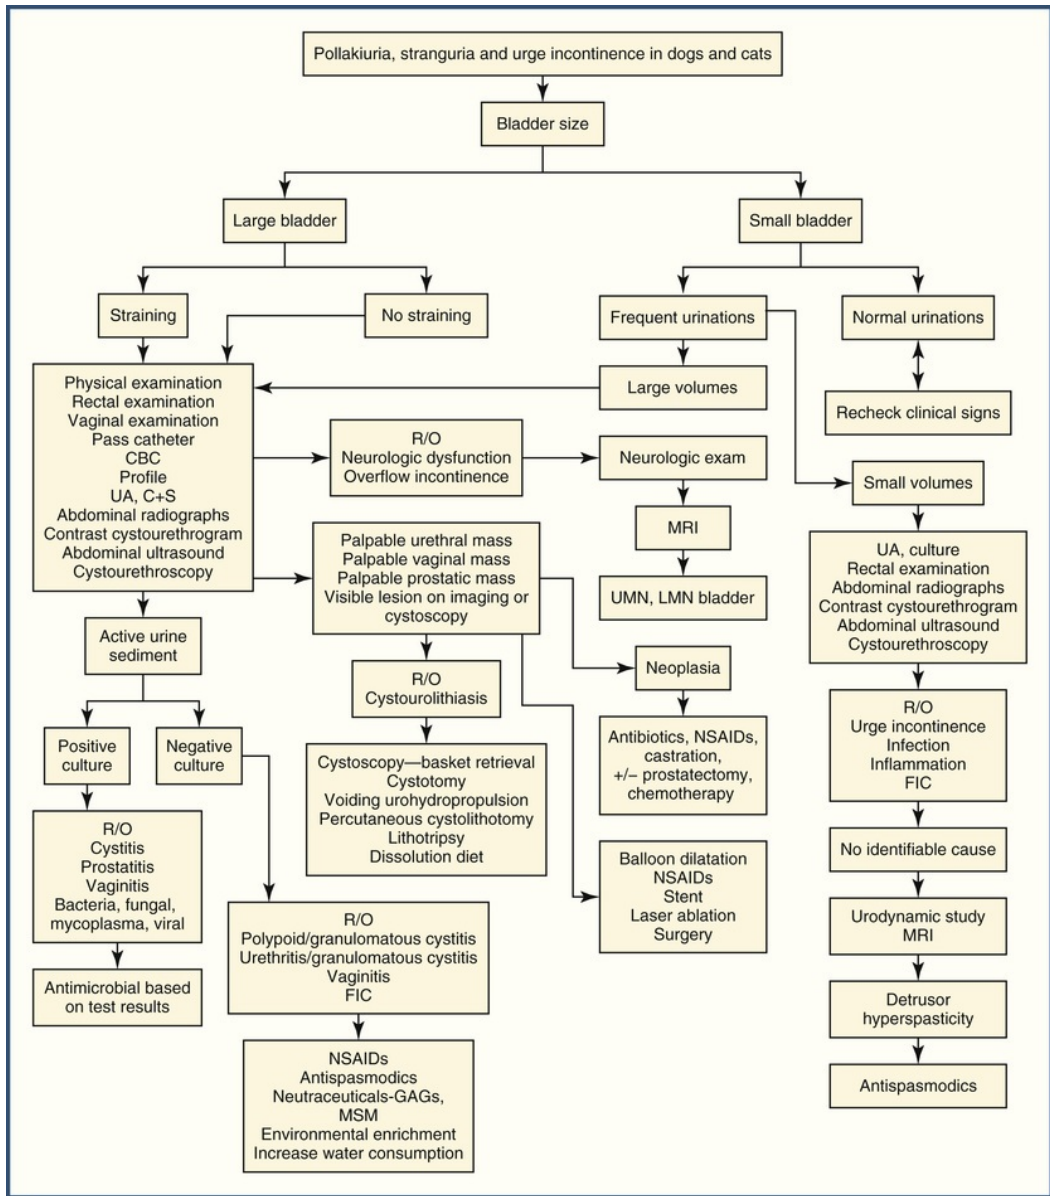 Pollakiuria, stranguria and urge incontinence in dogs and cats
Bladder size
Large bladder
Small bladder
Straining
No straining
Frequent urinations
Normal urinations
Physical examination
Rectal examination
Vaginal examination
Pass catheter
CBC
Profile
UA, C+S
Abdominal radiographs
Contrast cystourethrogram
Abdominal ultrasound
Cystourethroscopy
Large volumes
Recheck clinical signs
R/O
Neurologic dysfunction
Overflow incontinence
Neurologic exam
Small volumes
MRI
UMN, LMN bladder
Palpable urethral mass
Palpable vaginal mass
Palpable prostatic mass
Visible lesion on imaging or
cystoscopy
UA, culture
Rectal examination
Abdominal radiographs
Contrast cystourethrogram
Abdominal ultrasound
Cystourethroscopy
Active urine
sediment
R/O
Cystourolithiasis
Neoplasia
Positive
culture
Negative
culture
Cystoscopy—basket retrieval
Cystotomy
Voiding urohydropropulsion
Percutaneous cystolithotomy
Lithotripsy
Dissolution diet
Antibiotics, NSAIDs,
castration,
+/− prostatectomy,
chemotherapy
R/O
Urge incontinence
Infection
Inflammation
FIC
R/O
Cystitis
Prostatitis
Vaginitis
Bacteria, fungal,
mycoplasma, viral
Balloon dilatation
NSAIDs
Stent
Laser ablation
Surgery
No identifiable cause
Urodynamic study
MRI
R/O
Polypoid/granulomatous cystitis
Urethritis/granulomatous cystitis
Vaginitis
FIC
Antimicrobial based
on test results
Detrusor
hyperspasticity
NSAIDs
Antispasmodics
Neutraceuticals-GAGs,
MSM
Environmental enrichment
Increase water consumption
Antispasmodics